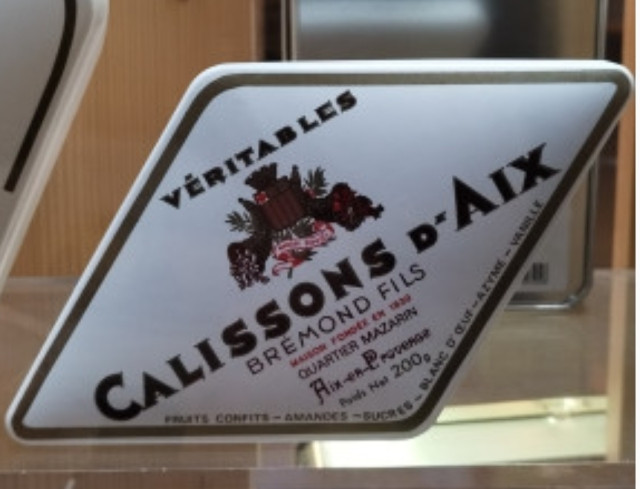 VÉRITABLES
CALISSONS D'AIX
BRÉMOND FILS
MAISON FONDÉE EN 1830
QUARTIER MAZARIN
Aix-en-Provence
Poids Net 200g
FRUITS CONFITS - AMANDES - SUCRES - BLANC D'ŒUF - AZYME - VANILLE